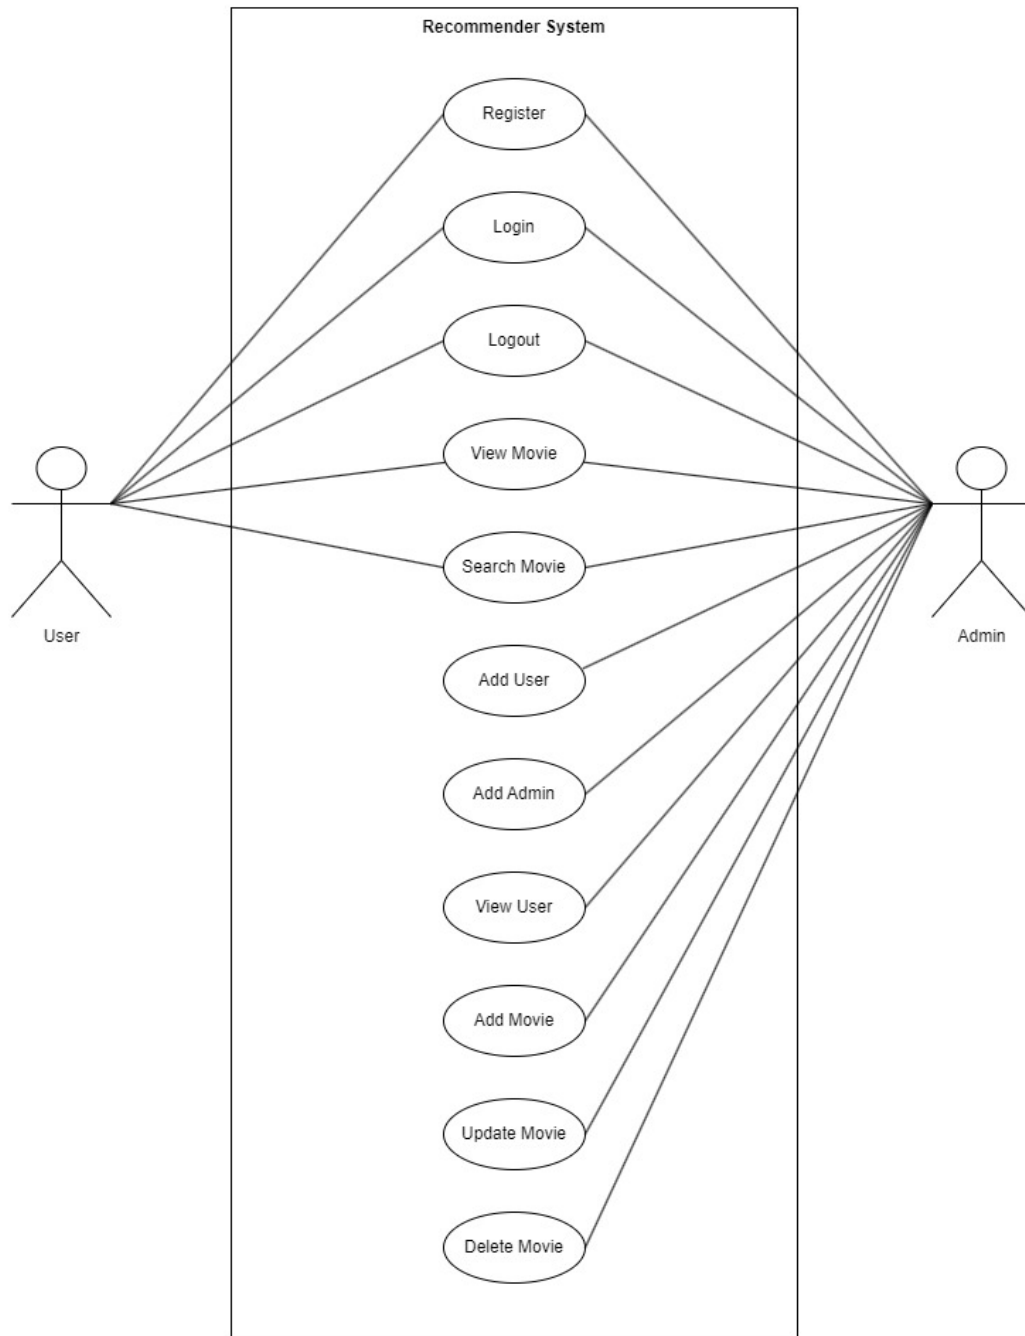 Recommender System
Register
Login
Logout
View Movie
Search Movie
User
Admin
Add User
Add Admin
View User
Add Movie
Update Movie
Delete Movie